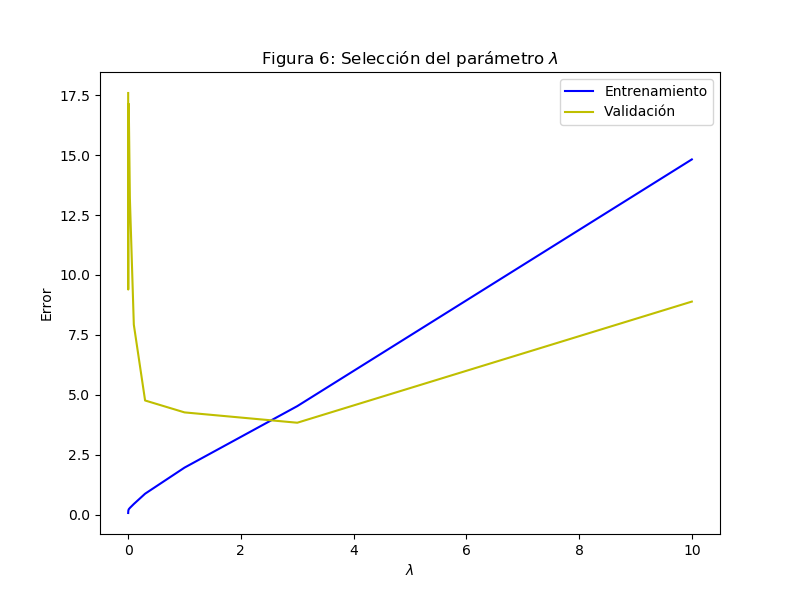 Figura 6: Selección del parámetro λ
Entrenamiento
Validación
17.5
15.0
12.5
10.0
7.5
5.0
2.5
0.0
Error
0 2 4 6 8 10
λ